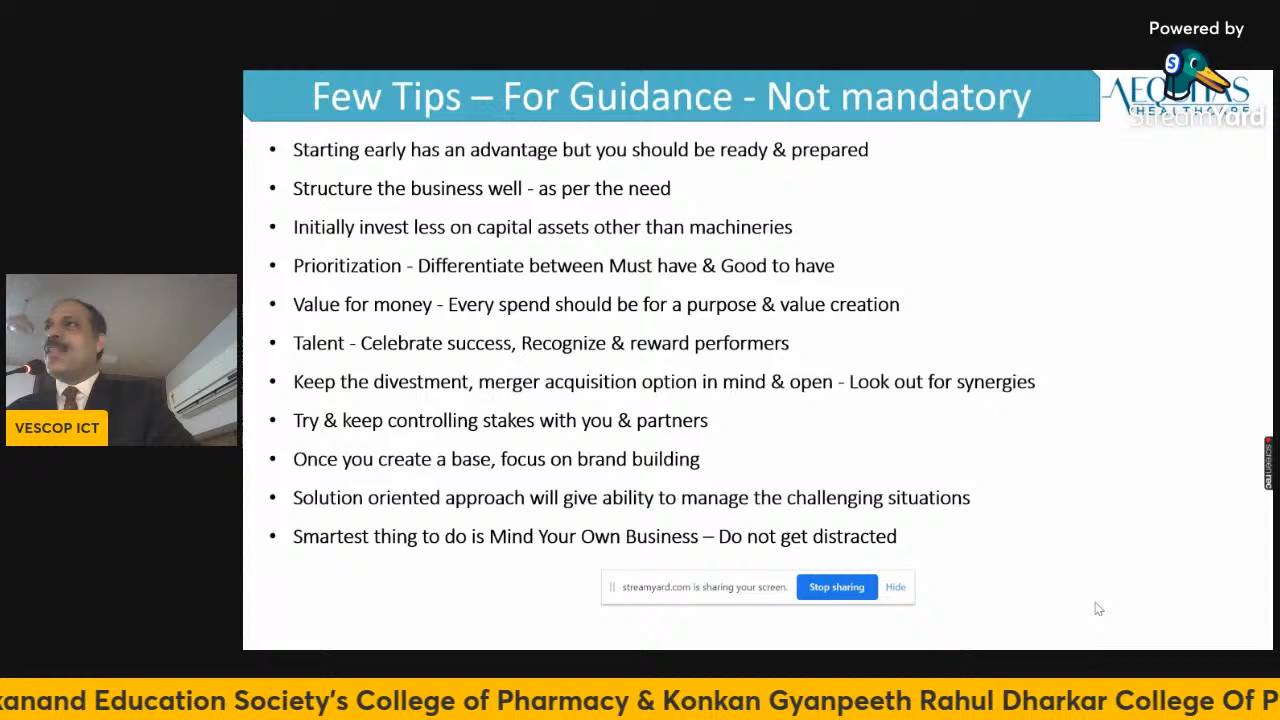 Powered by
StreamYard
AEQUITAS
HEALTHCARE
Few Tips – For Guidance - Not mandatory
• Starting early has an advantage but you should be ready & prepared
• Structure the business well - as per the need
• Initially invest less on capital assets other than machineries
• Prioritization - Differentiate between Must have & Good to have
• Value for money - Every spend should be for a purpose & value creation
• Talent - Celebrate success, Recognize & reward performers
• Keep the divestment, merger acquisition option in mind & open - Look out for synergies
• Try & keep controlling stakes with you & partners
• Once you create a base, focus on brand building
• Solution oriented approach will give ability to manage the challenging situations
• Smartest thing to do is Mind Your Own Business – Do not get distracted
VESCOP ICT
screenrec
streamyard.com is sharing your screen. Stop sharing Hide
kanand Education Society's College of Pharmacy & Konkan Gyanpeeth Rahul Dharkar College Of P